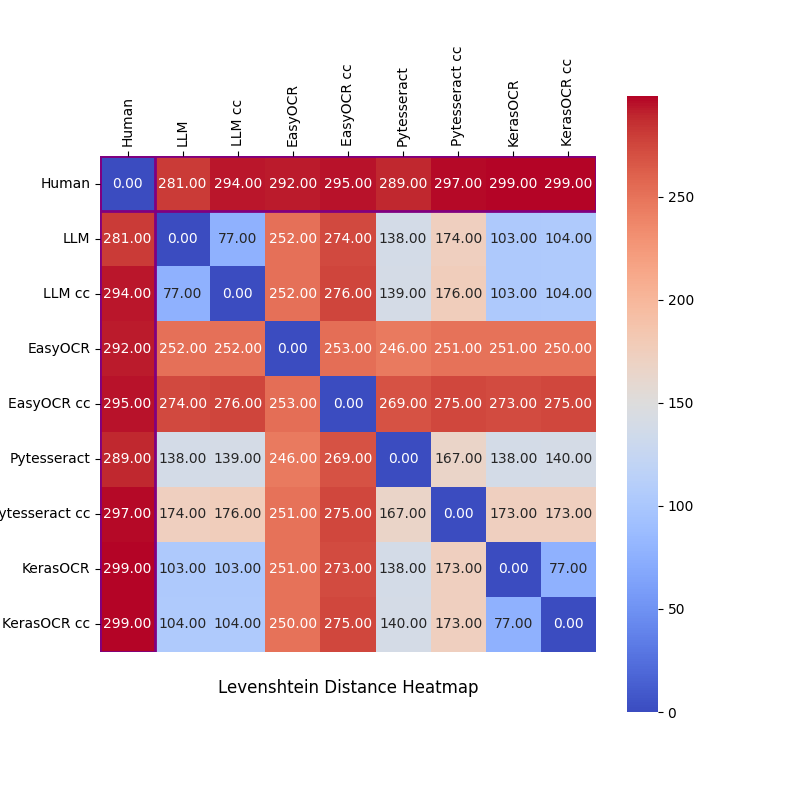 Human LLM LLM cc EasyOCR EasyOCR cc Pytesseract Pytesseract cc KerasOCR KerasOCR cc
Human 0.00 281.00 294.00 292.00 295.00 289.00 297.00 299.00 299.00
LLM 281.00 0.00 77.00 252.00 274.00 138.00 174.00 103.00 104.00
LLM cc 294.00 77.00 0.00 252.00 276.00 139.00 176.00 103.00 104.00
EasyOCR 292.00 252.00 252.00 0.00 253.00 246.00 251.00 251.00 250.00
EasyOCR cc 295.00 274.00 276.00 253.00 0.00 269.00 275.00 273.00 275.00
Pytesseract 289.00 138.00 139.00 246.00 269.00 0.00 167.00 138.00 140.00
ytesseract cc 297.00 174.00 176.00 251.00 275.00 167.00 0.00 173.00 173.00
KerasOCR 299.00 103.00 103.00 251.00 273.00 138.00 173.00 0.00 77.00
KerasOCR cc 299.00 104.00 104.00 250.00 275.00 140.00 173.00 77.00 0.00
Levenshtein Distance Heatmap
250
200
150
100
50
0